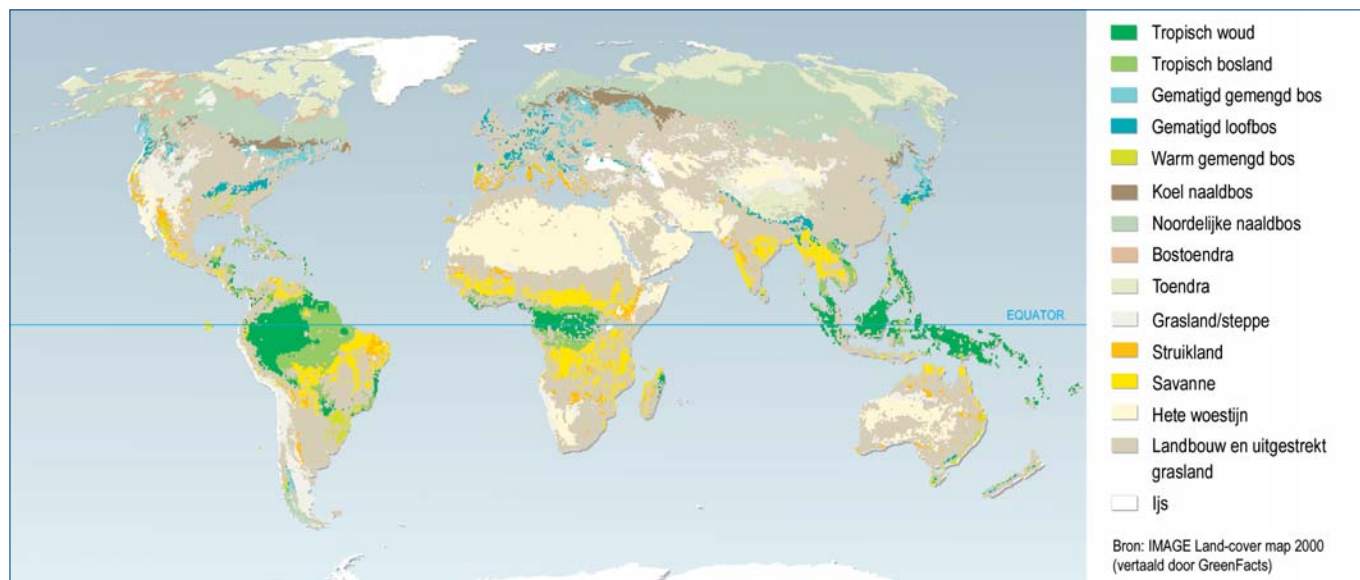 EQUATOR
Tropisch woud
Tropisch bosland
Gematigd gemengd bos
Gematigd loofbos
Warm gemengd bos
Koel naaldbos
Noordelijke naaldbos
Bostoendra
Toendra
Grasland/steppe
Struikland
Savanne
Hete woestijn
Landbouw en uitgestrekt
grasland
Ijs
Bron: IMAGE Land-cover map 2000
(vertaald door GreenFacts)